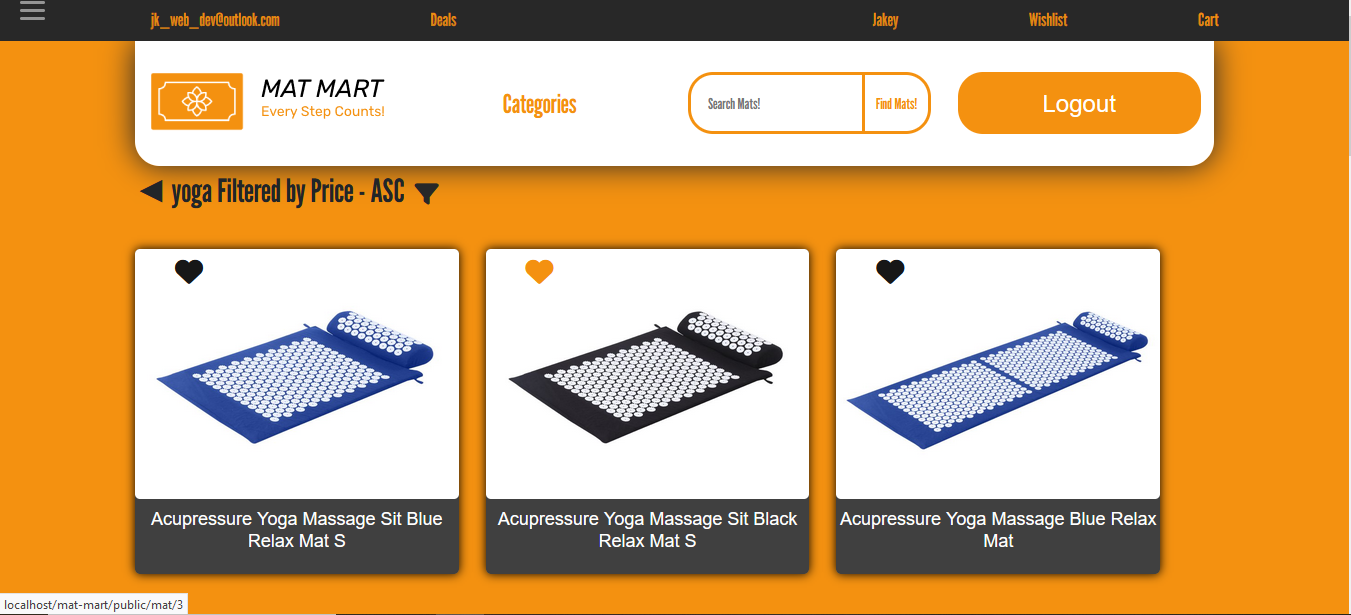 jk_web_dev@outlook.com Deals Jakey Wishlist Cart
MAT MART
Every Step Counts!
Categories
Search Mats!
Find Mats!
Logout
yoga Filtered by Price - ASC
Acupressure Yoga Massage Sit Blue
Relax Mat S
Acupressure Yoga Massage Sit Black
Relax Mat S
Acupressure Yoga Massage Blue Relax
Mat
localhost/mat-mart/public/mat/3